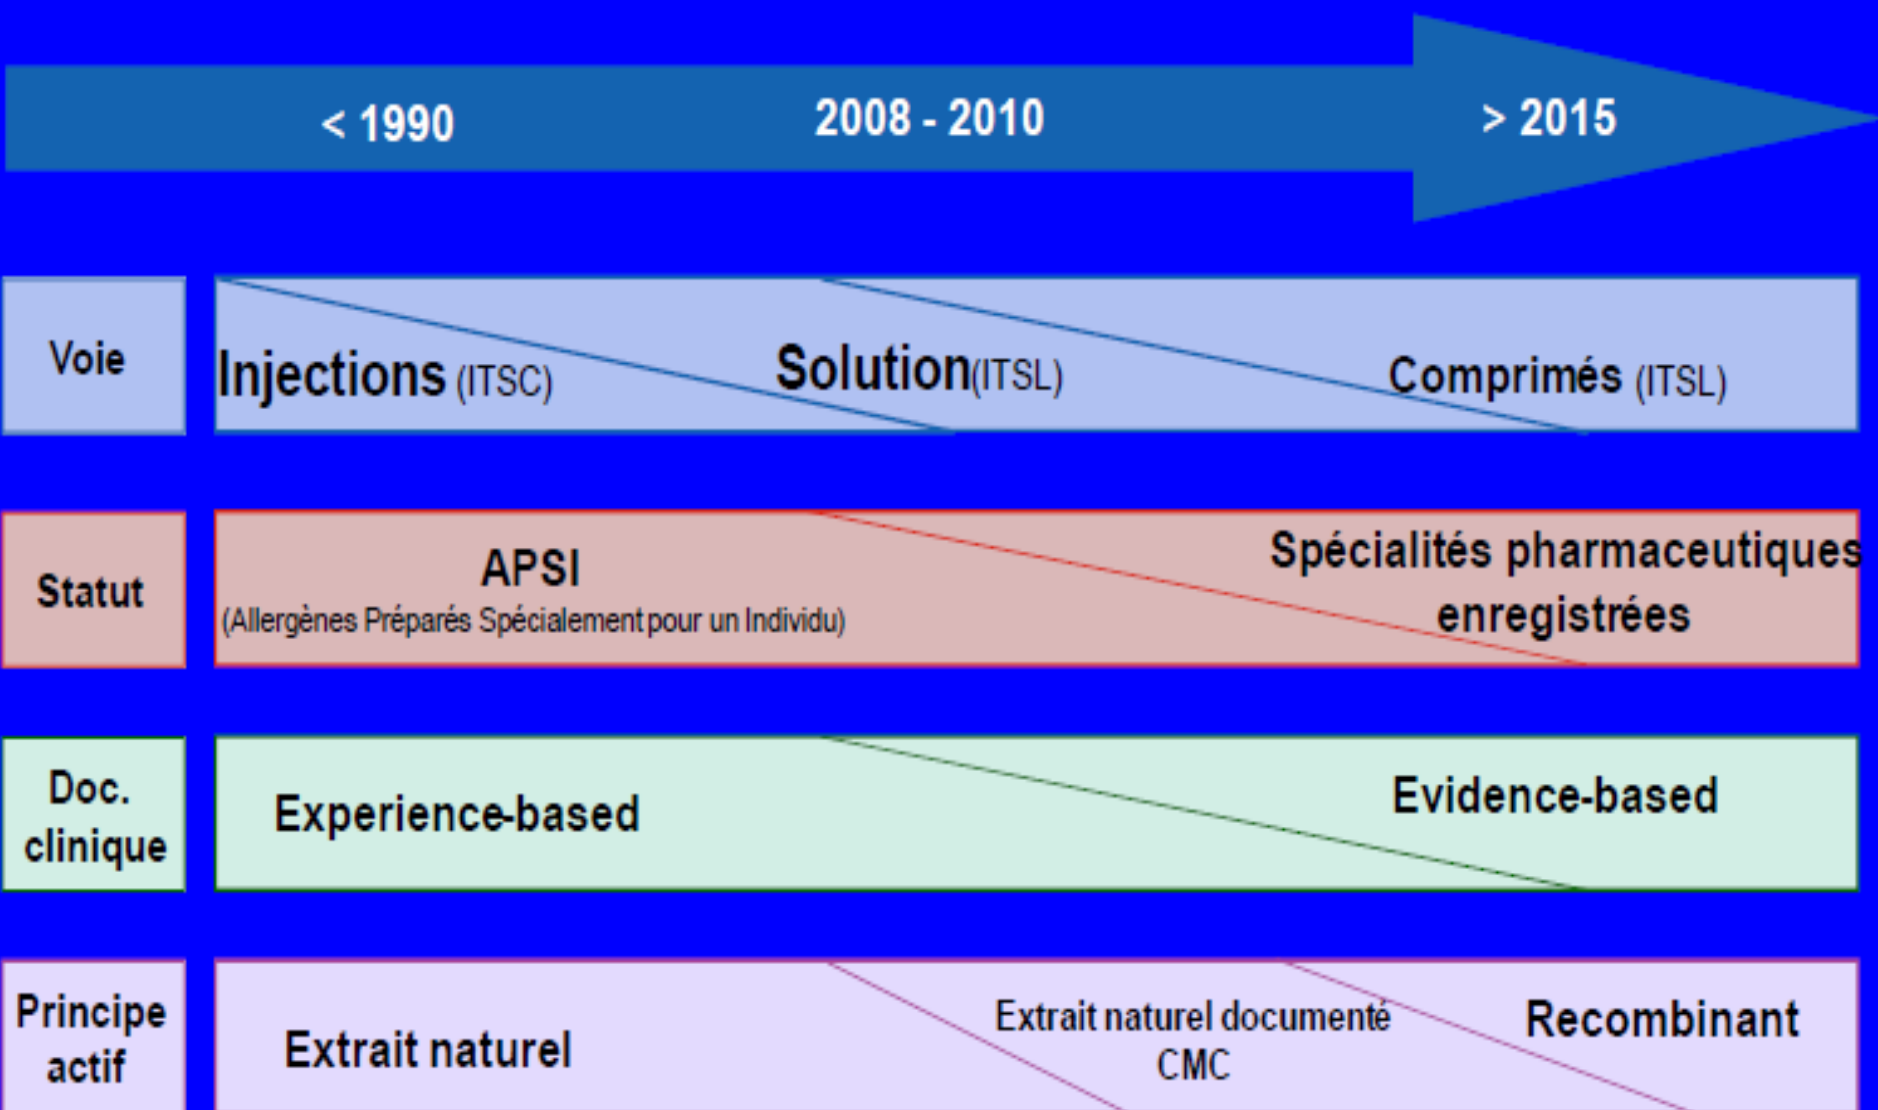 < 1990
2008 - 2010
> 2015
Voie
Injections (ITSC)
Solution(ITSL)
Comprimés (ITSL)
Statut
APSI
(Allergènes Préparés Spécialement pour un Individu)
Spécialités pharmaceutiques
enregistrées
Doc.
clinique
Experience-based
Evidence-based
Principe
actif
Extrait naturel
Extrait naturel documenté
CMC
Recombinant